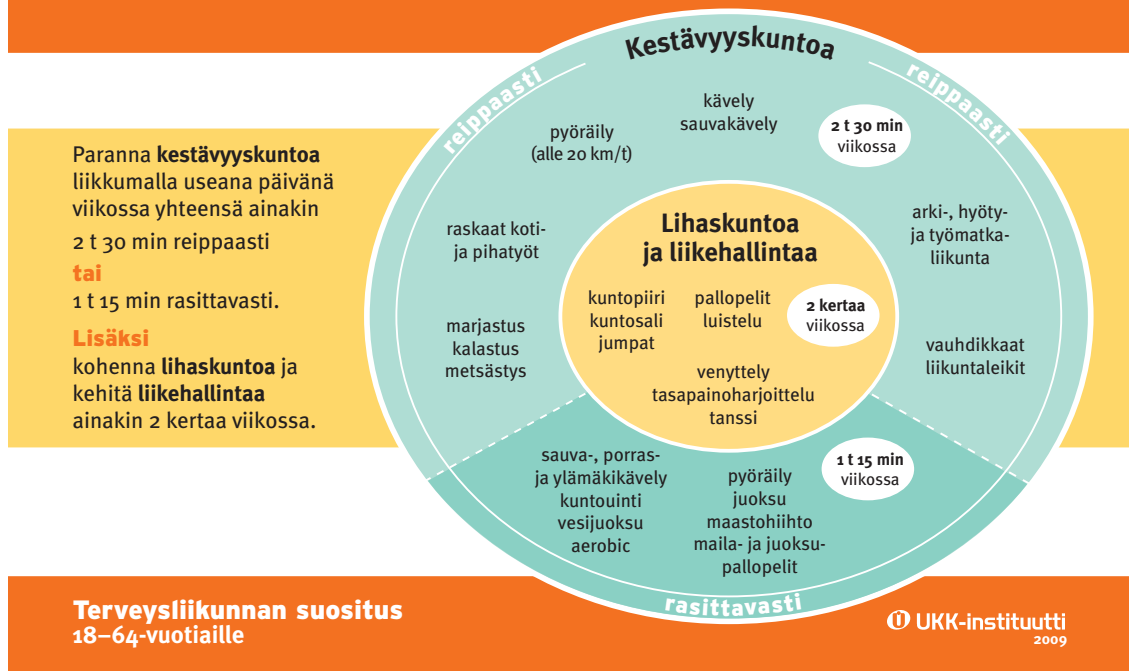 Kestävyyskuntoa
reippaasti
reippaasti
kävely
sauvakävely
2 t 30 min
viikossa
pyöräily
(alle 20 km/t)
Paranna kestävyyskuntoa
liikkumalla useana päivänä
viikossa yhteensä ainakin
2 t 30 min reippaasti
tai
1 t 15 min rasittavasti.
Lisäksi
kohenna lihaskuntoa ja
kehitä liikehallintaa
ainakin 2 kertaa viikossa.
raskaat koti-
ja pihatyöt
marjastus
kalastus
metsästys
Lihaskuntoa
ja liikehallintaa
kuntopiiri
kuntosali
jumpat
pallopelit
luistelu
2 kertaa
viikossa
venyttely
tasapainoharjoittelu
tanssi
arki-, hyöty-
ja työmatka-
liikunta
vauhdikkaat
liikuntaleikit
sauva-, porras-
ja ylämäkikävely
kuntouinti
vesijuoksu
aerobic
pyöräily
juoksu
maastohiihto
maila- ja juoksu-
pallopelit
1 t 15 min
viikossa
rasittavasti
Terveysliikunnan suositus
18–64-vuotiaille
UKK-instituutti
2009